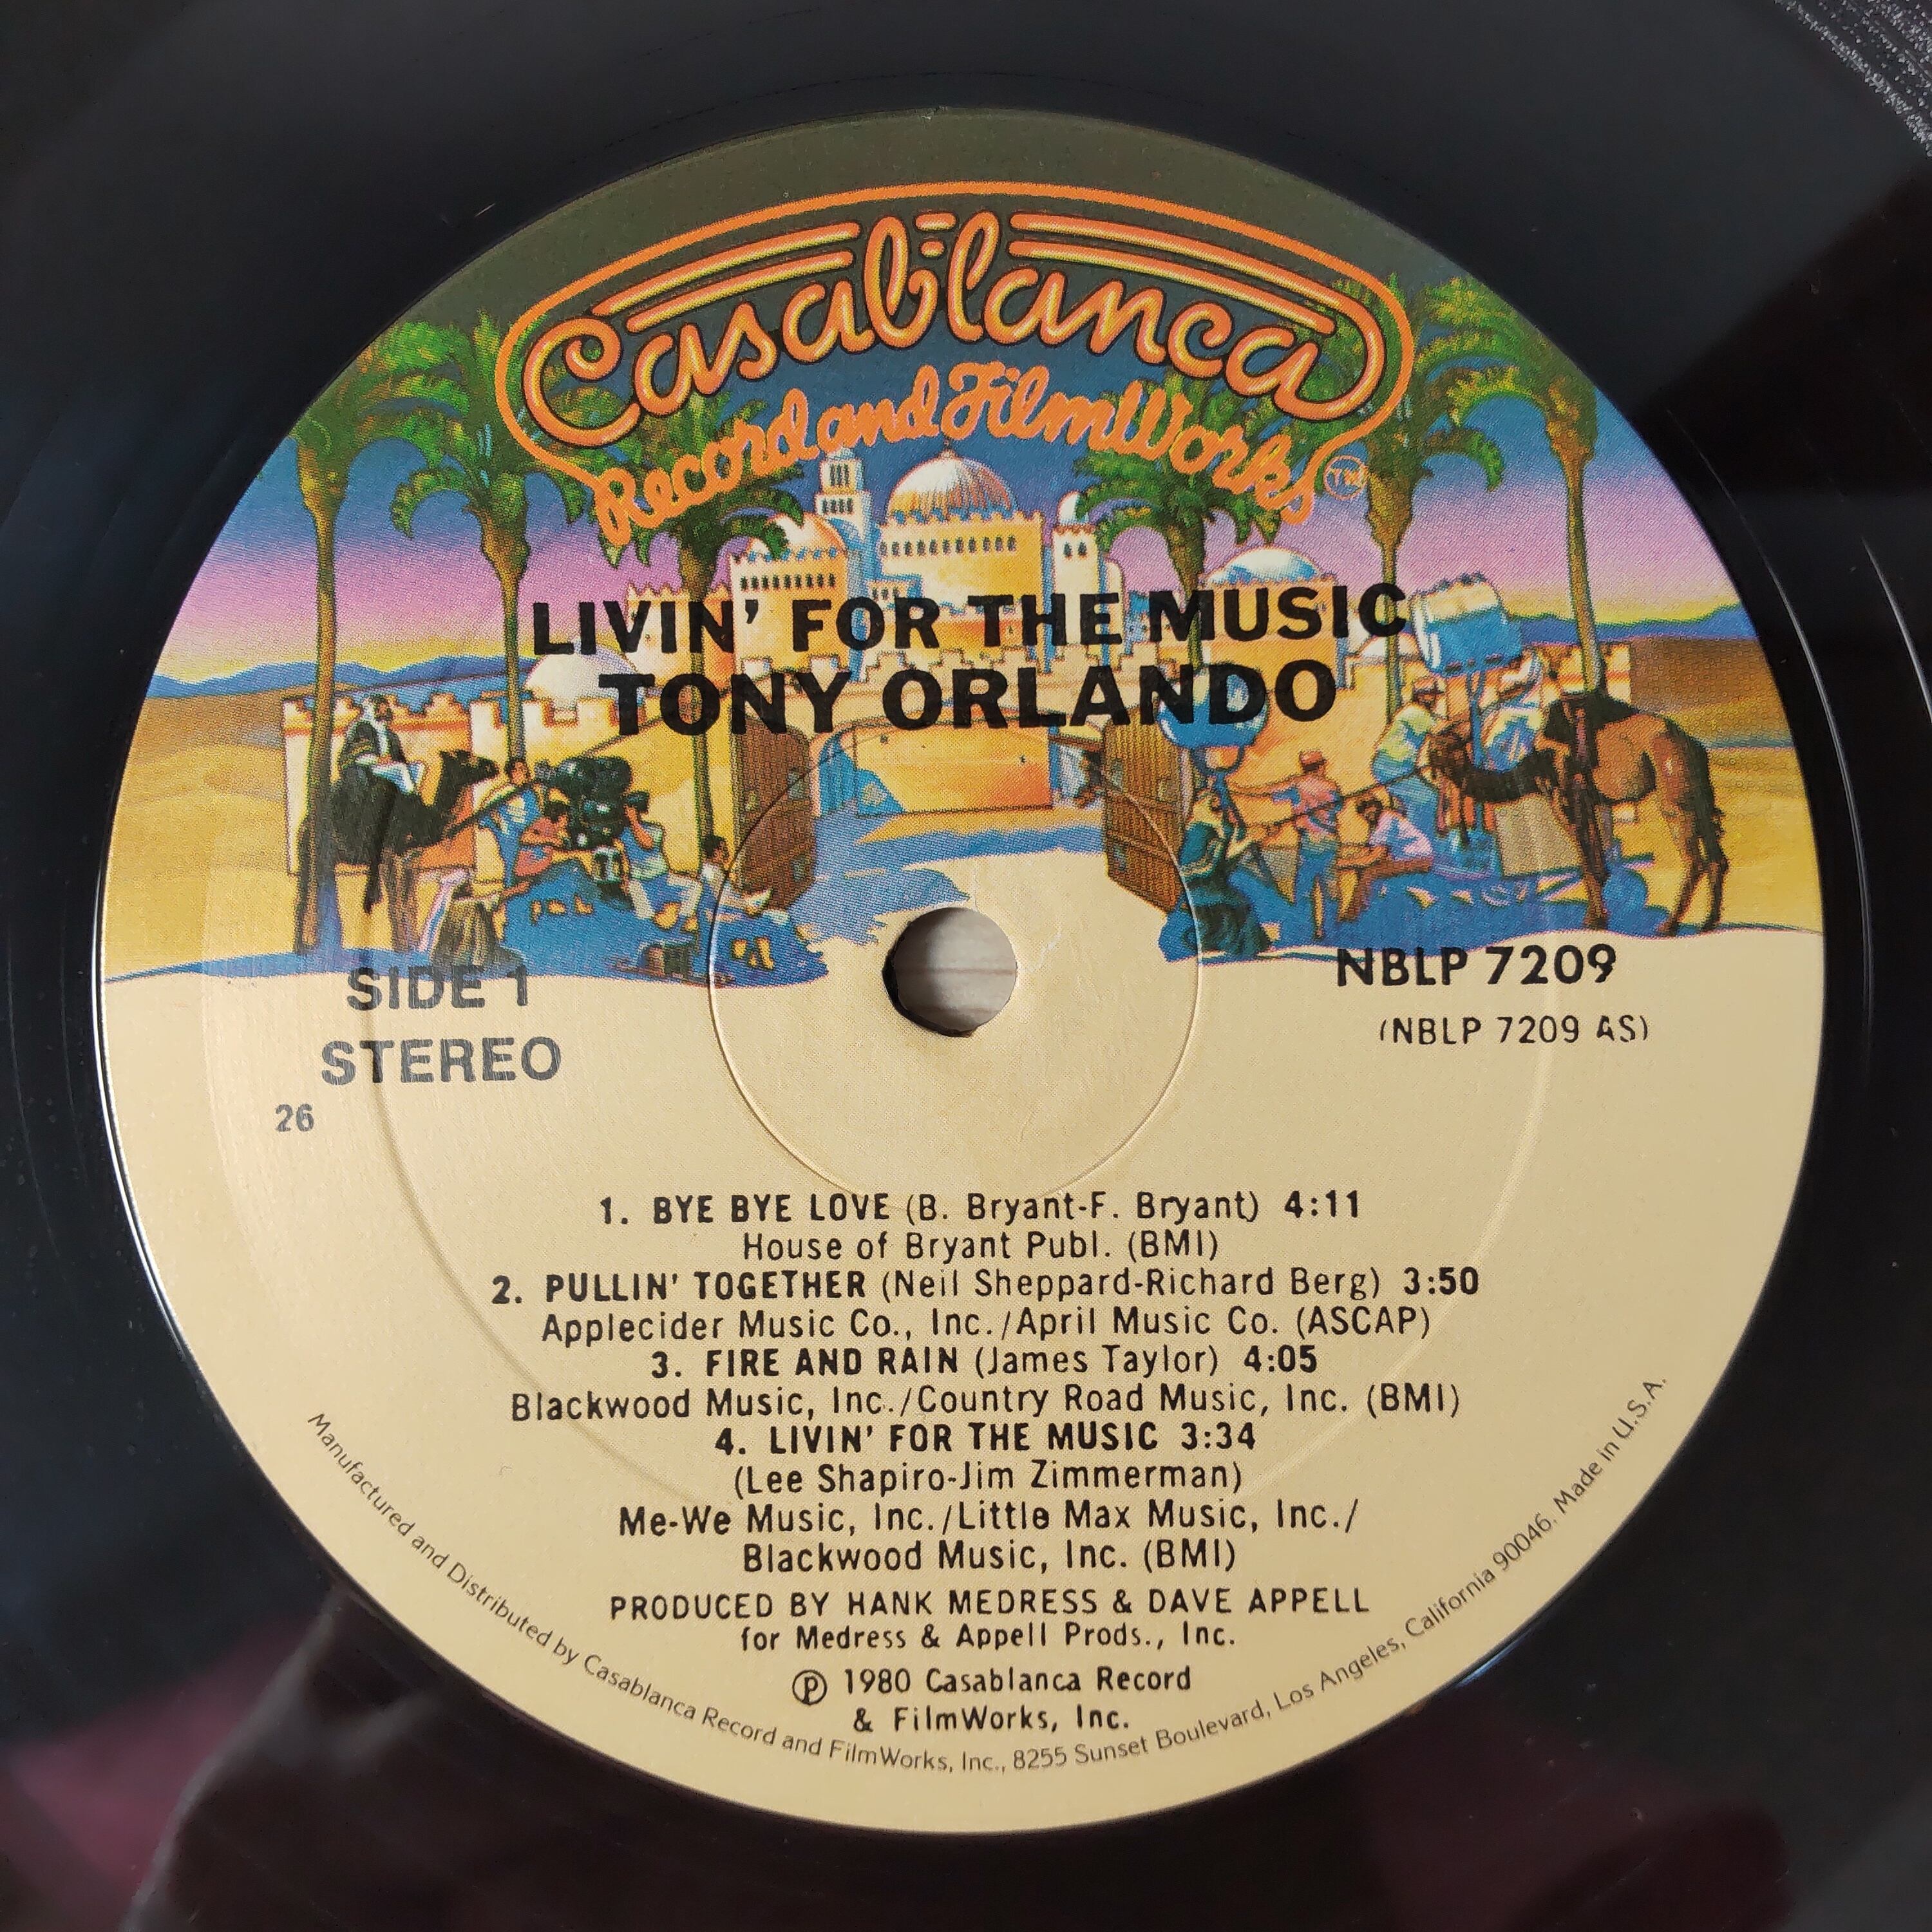 Casablanca
Record and FilmWorks
TM
LIVIN' FOR THE MUSIC
TONY ORLANDO
SIDE 1
STEREO
26
NBLP 7209
(NBLP 7209 AS)
1. BYE BYE LOVE (B. Bryant-F. Bryant) 4:11
House of Bryant Publ. (BMI)
2. PULLIN' TOGETHER (Neil Sheppard-Richard Berg) 3:50
Applecider Music Co., Inc./April Music Co. (ASCAP)
3. FIRE AND RAIN (James Taylor) 4:05
Blackwood Music, Inc./Country Road Music, Inc. (BMI)
4. LIVIN' FOR THE MUSIC 3:34
(Lee Shapiro-Jim Zimmerman)
Me-We Music, Inc./Little Max Music, Inc./
Blackwood Music, Inc. (BMI)
PRODUCED BY HANK MEDRESS & DAVE APPELL
for Medress & Appell Prods., Inc.
℗ 1980 Casablanca Record
& FilmWorks, Inc.
Manufactured and Distributed by Casablanca Record and FilmWorks, Inc., 8255 Sunset Boulevard, Los Angeles, California 90046. Made in U.S.A.